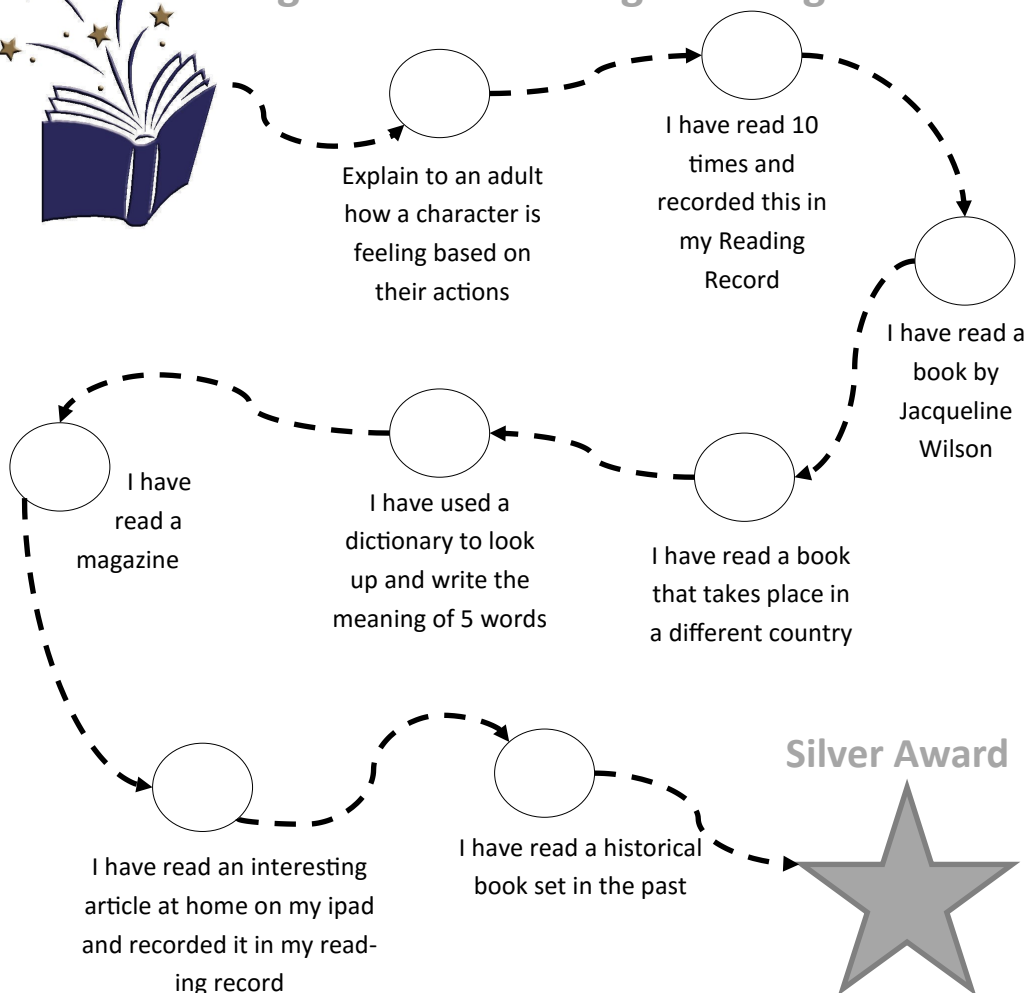 Explain to an adult
how a character is
feeling based on
their actions
I have read 10
times and
recorded this in
my Reading
Record
I have read a
book by
Jacqueline
Wilson
I have read a book
that takes place in
a different country
I have used a
dictionary to look
up and write the
meaning of 5 words
I have
read a
magazine
I have read an interesting
article at home on my ipad
and recorded it in my read-
ing record
I have read a historical
book set in the past
Silver Award